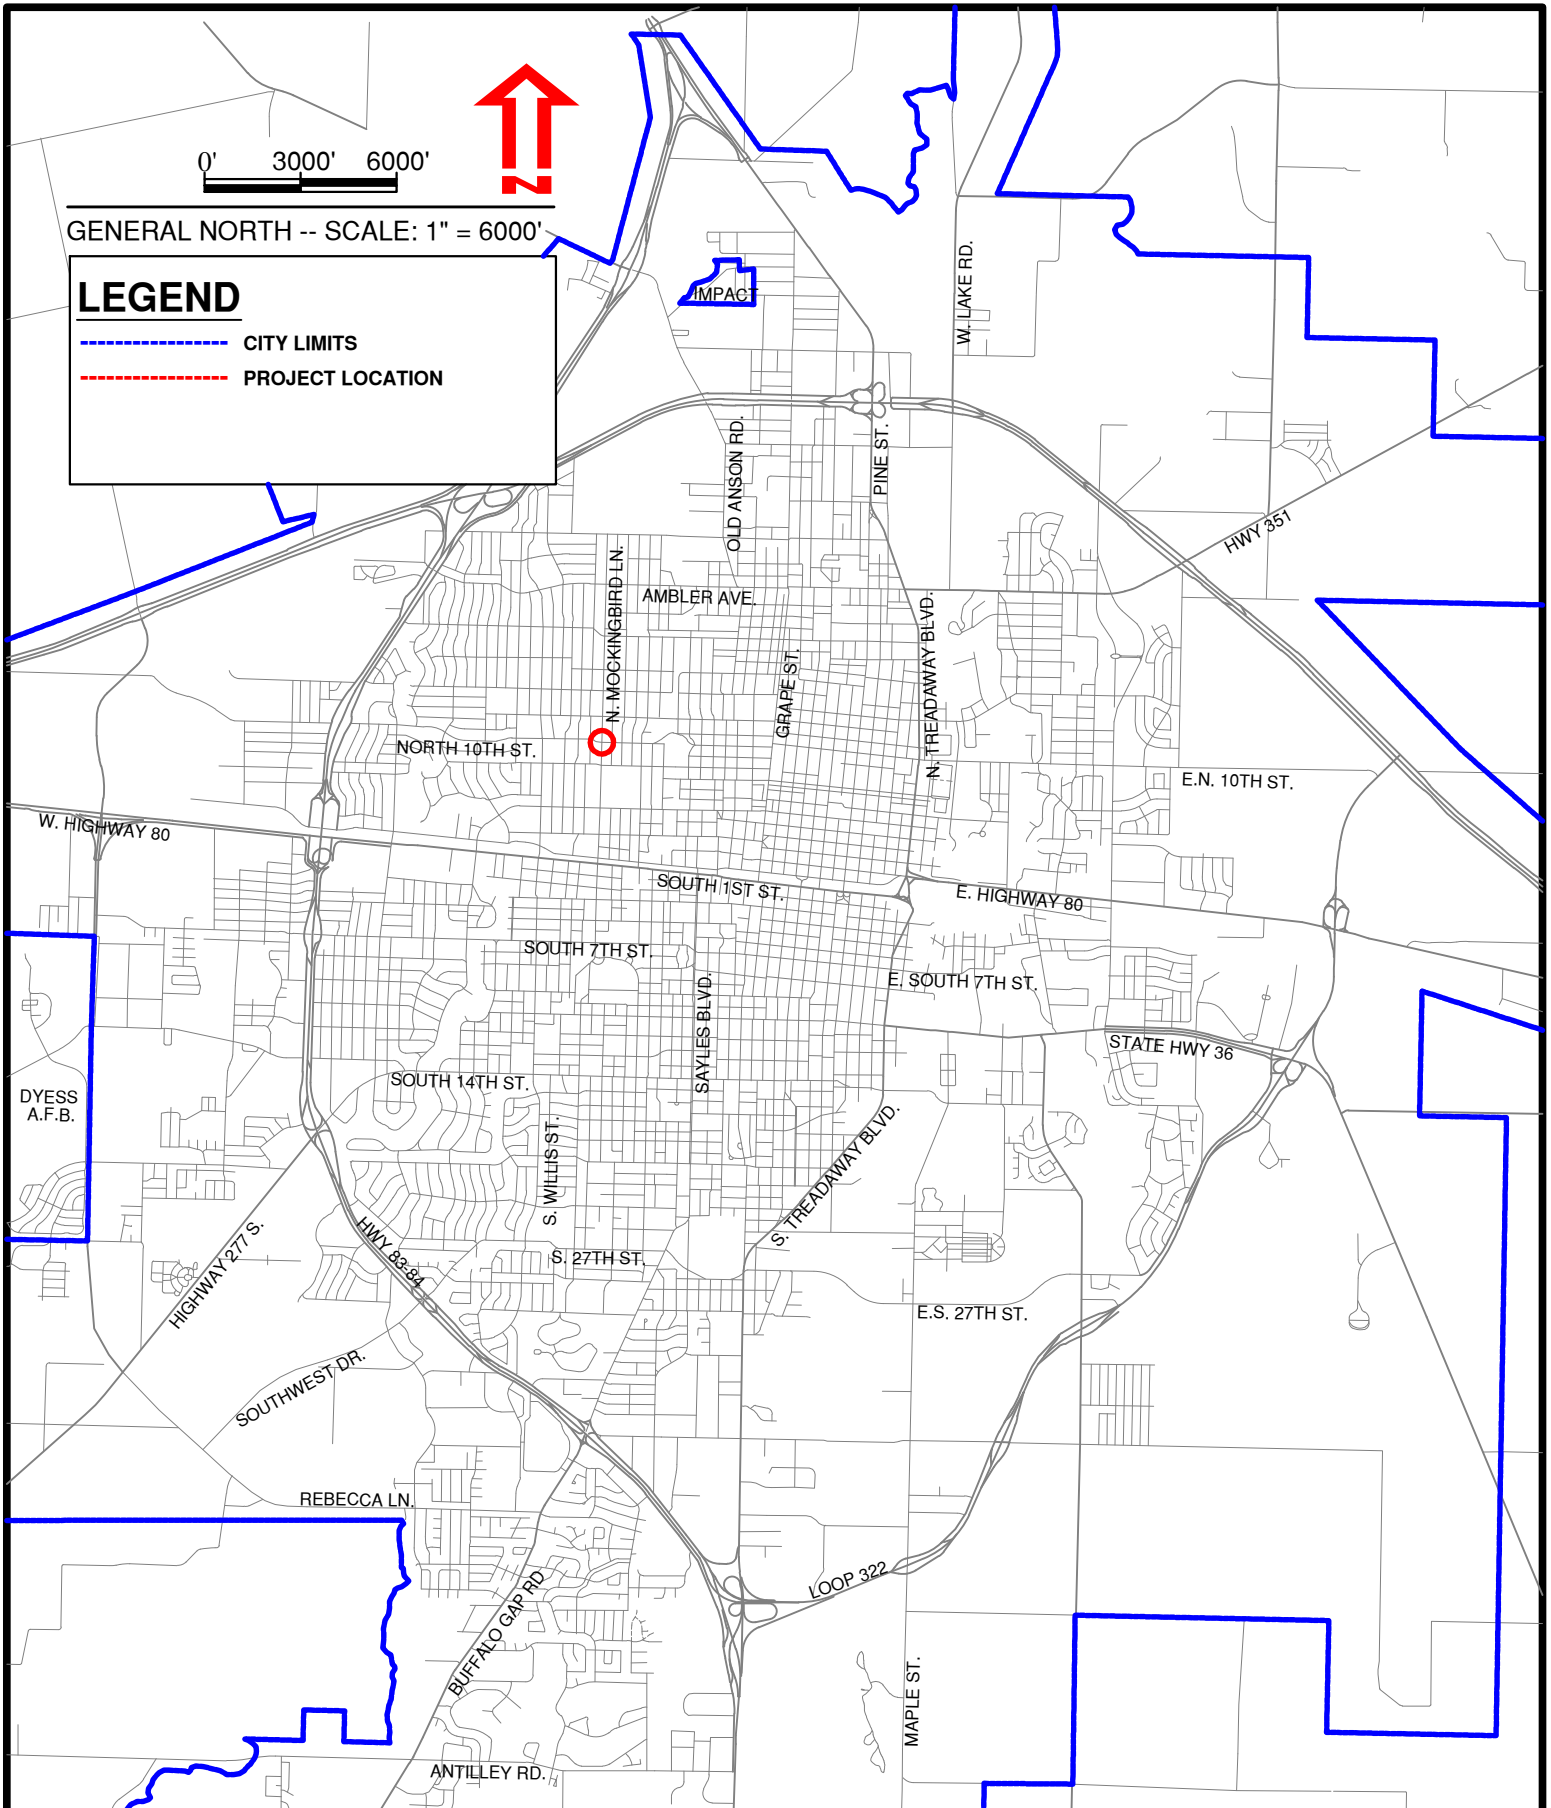 0' 3000' 6000'
N
GENERAL NORTH -- SCALE: 1" = 6000'
LEGEND
CITY LIMITS
PROJECT LOCATION
IMPACT
W. LAKE RD.
OLD ANSON RD.
PINE ST.
HWY 351
N. MOCKINGBIRD LN.
AMBLER AVE.
GRAPE ST.
N. TREADAWAY BLVD.
NORTH 10TH ST.
E.N. 10TH ST.
W. HIGHWAY 80
SOUTH 1ST ST.
E. HIGHWAY 80
SOUTH 7TH ST.
E. SOUTH 7TH ST.
SAYLES BLVD.
STATE HWY 36
DYESS
A.F.B.
SOUTH 14TH ST.
S. WILLIS ST.
S. TREADAWAY BLVD.
HIGHWAY 277 S.
HWY 83-84
S. 27TH ST.
E.S. 27TH ST.
SOUTHWEST DR.
REBECCA LN.
LOOP 322
BUFFALO GAP RD
MAPLE ST.
ANTILLEY RD.